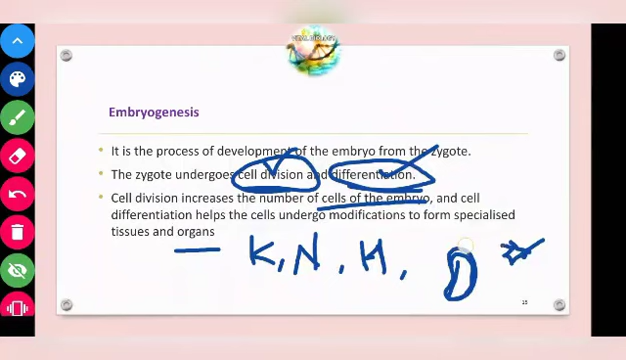 Embryogenesis
• It is the process of development of the embryo from the zygote.
• The zygote undergoes cell division and differentiation.
• Cell division increases the number of cells of the embryo, and cell
differentiation helps the cells undergo modifications to form specialised
tissues and organs
— K, N, H, D